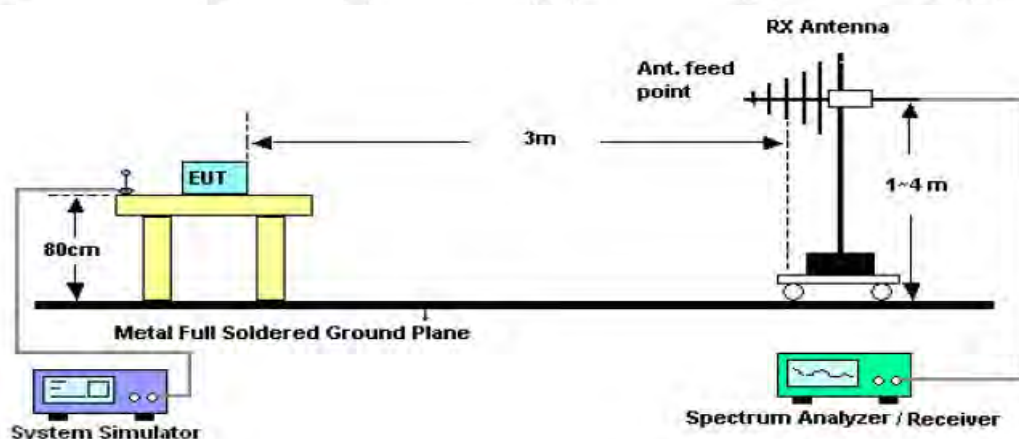 RX Antenna
Ant. feed
point
3m
EUT
1~4 m
80cm
Metal Full Soldered Ground Plane
System Simulator
Spectrum Analyzer / Receiver